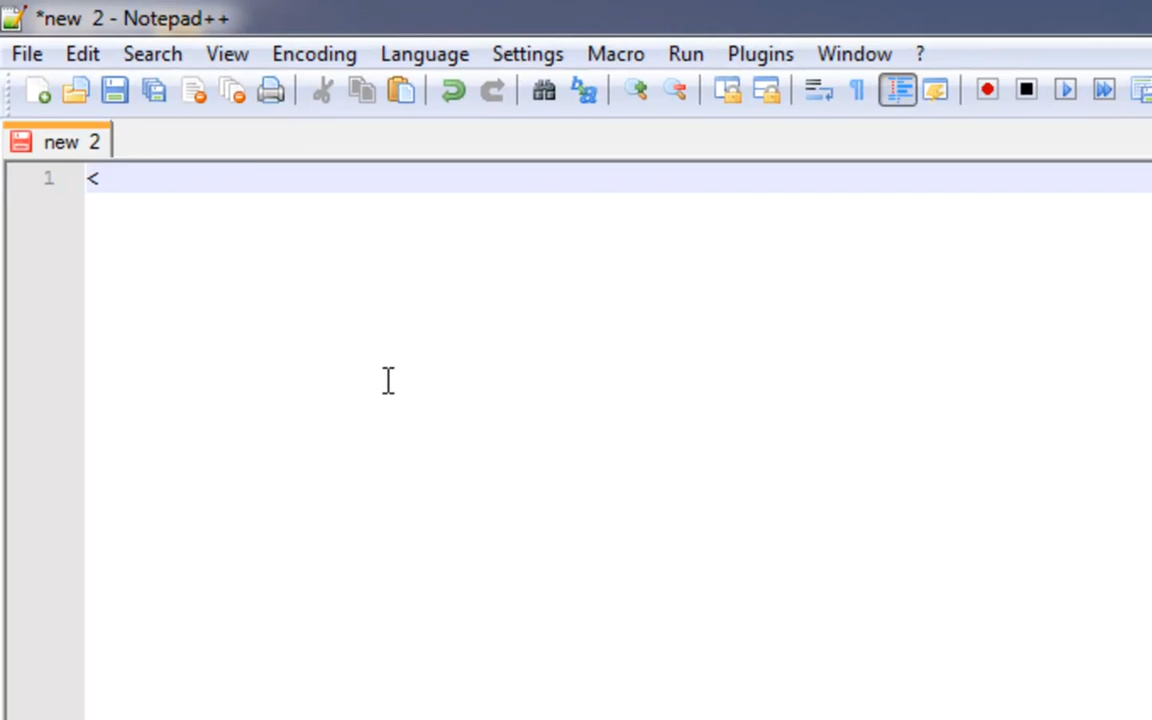 *new 2 - Notepad++
File Edit Search View Encoding Language Settings Macro Run Plugins Window ?
new 2
1 <